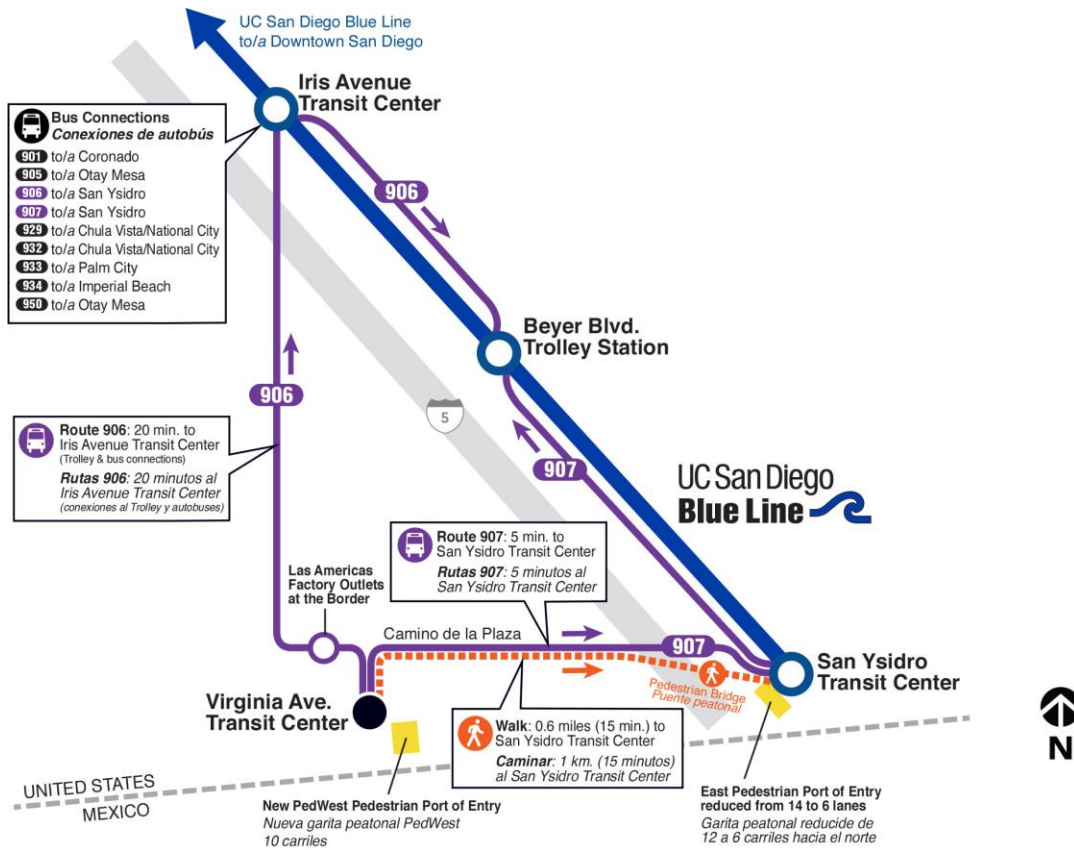 UC San Diego Blue Line
to/a Downtown San Diego
Iris Avenue
Transit Center
Bus Connections
Conexiones de autobús
901 to/a Coronado
905 to/a Otay Mesa
906 to/a San Ysidro
907 to/a San Ysidro
929 to/a Chula Vista/National City
932 to/a Chula Vista/National City
933 to/a Palm City
934 to/a Imperial Beach
950 to/a Otay Mesa
906
Beyer Blvd.
Trolley Station
906
5
Route 906: 20 min. to
Iris Avenue Transit Center
(Trolley & bus connections)
Rutas 906: 20 minutos al
Iris Avenue Transit Center
(conexiones al Trolley y autobuses)
907
UC San Diego
Blue Line
Route 907: 5 min. to
San Ysidro Transit Center
Rutas 907: 5 minutos al
San Ysidro Transit Center
Las Americas
Factory Outlets
at the Border
Camino de la Plaza
907
San Ysidro
Transit Center
Pedestrian Bridge
Puente peatonal
Virginia Ave.
Transit Center
Walk: 0.6 miles (15 min.) to
San Ysidro Transit Center
Caminar: 1 km. (15 minutos)
al San Ysidro Transit Center
N
UNITED STATES
MEXICO
New PedWest Pedestrian Port of Entry
Nueva garita peatonal PedWest
10 carriles
East Pedestrian Port of Entry
reduced from 14 to 6 lanes
Garita peatonal reducide de
12 a 6 carriles hacia el norte